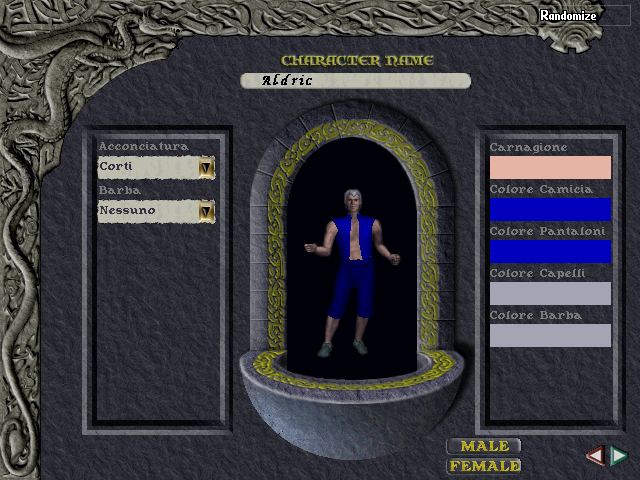 Randomize
CHARACTER NAME
Aldric
Acconciatura
Corti
Barba
Nessuno
Carnagione
Colore Camicia
Colore Pantaloni
Colore Capelli
Colore Barba
MALE
FEMALE